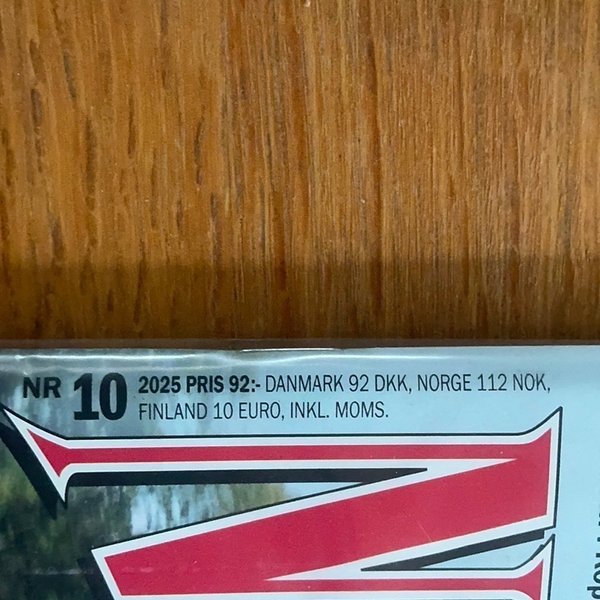 NR 10 2025 PRIS 92:- DANMARK 92 DKK, NORGE 112 NOK,
FINLAND 10 EURO, INKL. MOMS.